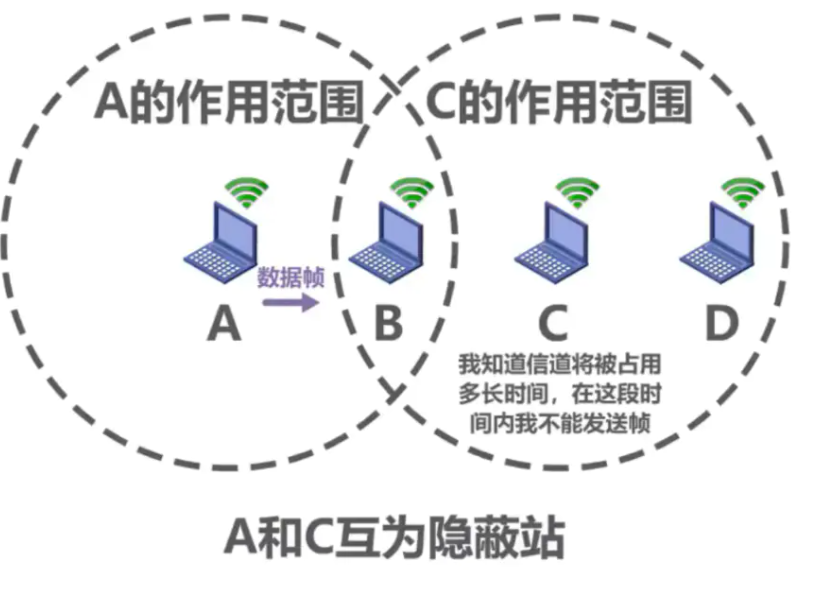 A的作用范围
C的作用范围
数据帧
A
B
C
D
我知道信道将被占用
多长时间，在这段时
间内我不能发送帧
A和C互为隐蔽站